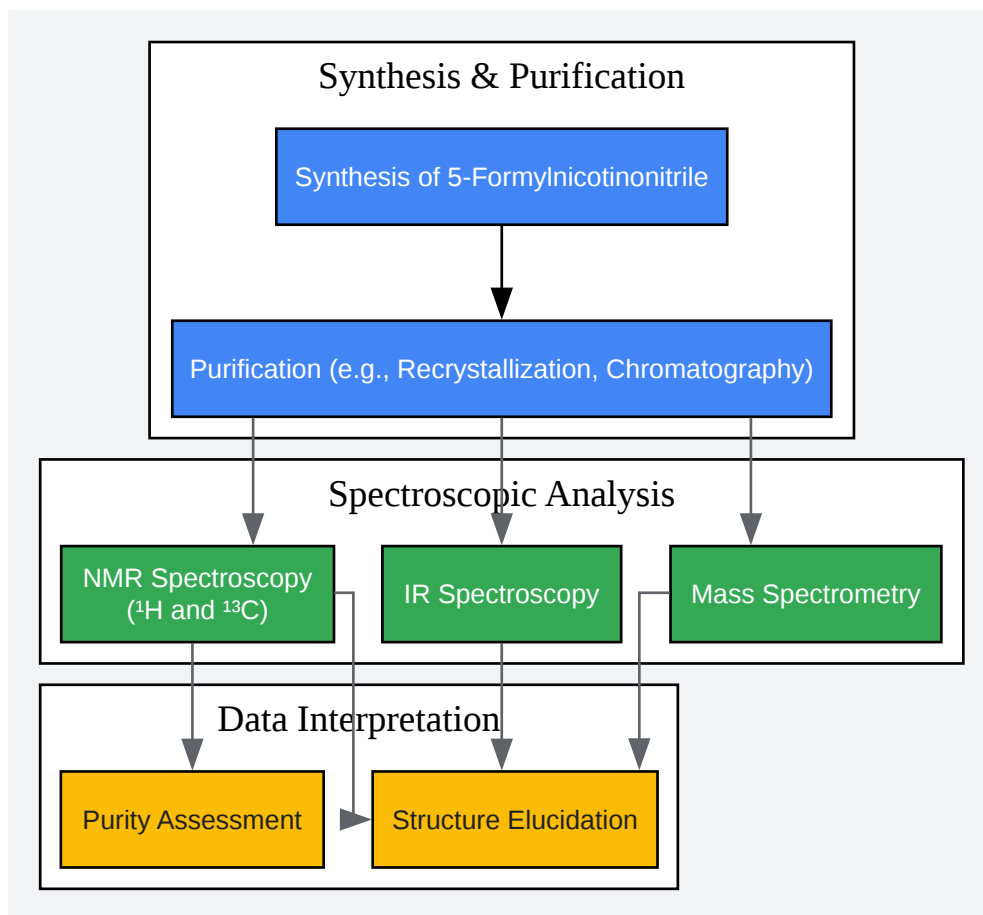 Synthesis & Purification
Synthesis of 5-Formylnicotinonitrile
Purification (e.g., Recrystallization, Chromatography)
Spectroscopic Analysis
NMR Spectroscopy
(¹H and ¹³C)
IR Spectroscopy
Mass Spectrometry
Data Interpretation
Purity Assessment
Structure Elucidation